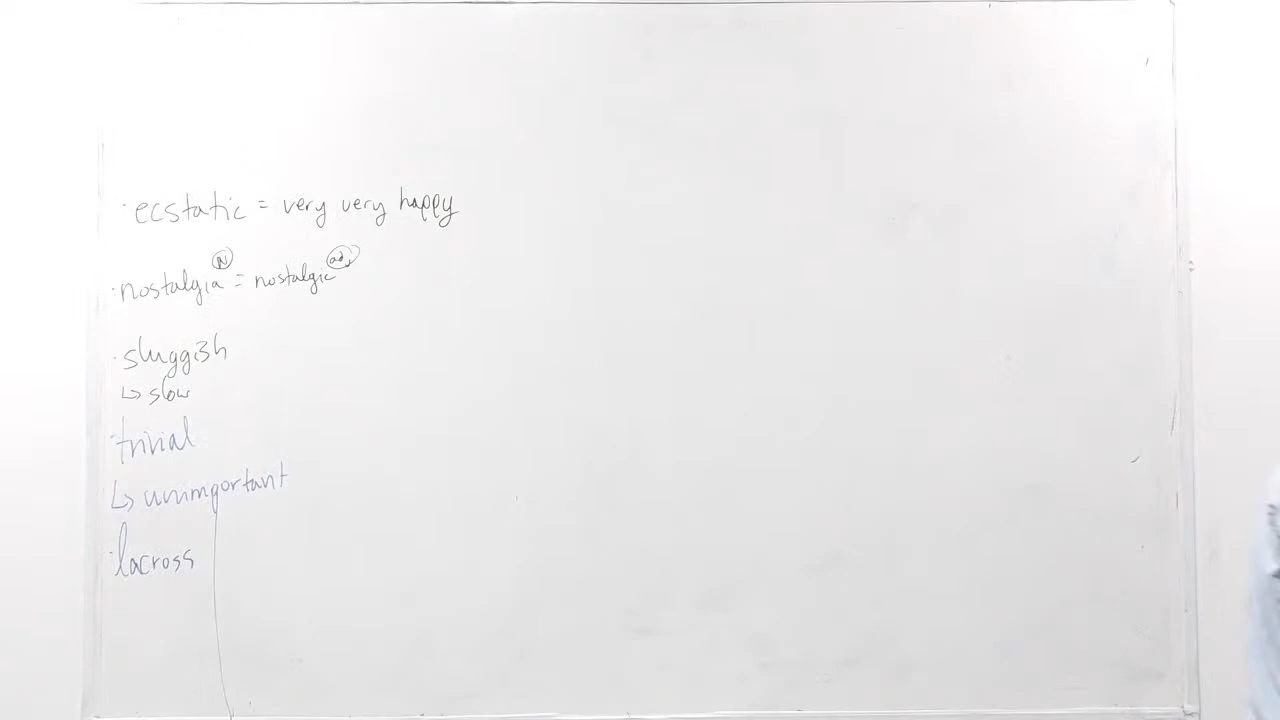 · ecstatic = very very happy
· nostalgia (N) = nostalgic (adj)
· sluggish
↳ slow
· trivial
↳ unimportant
· lacross